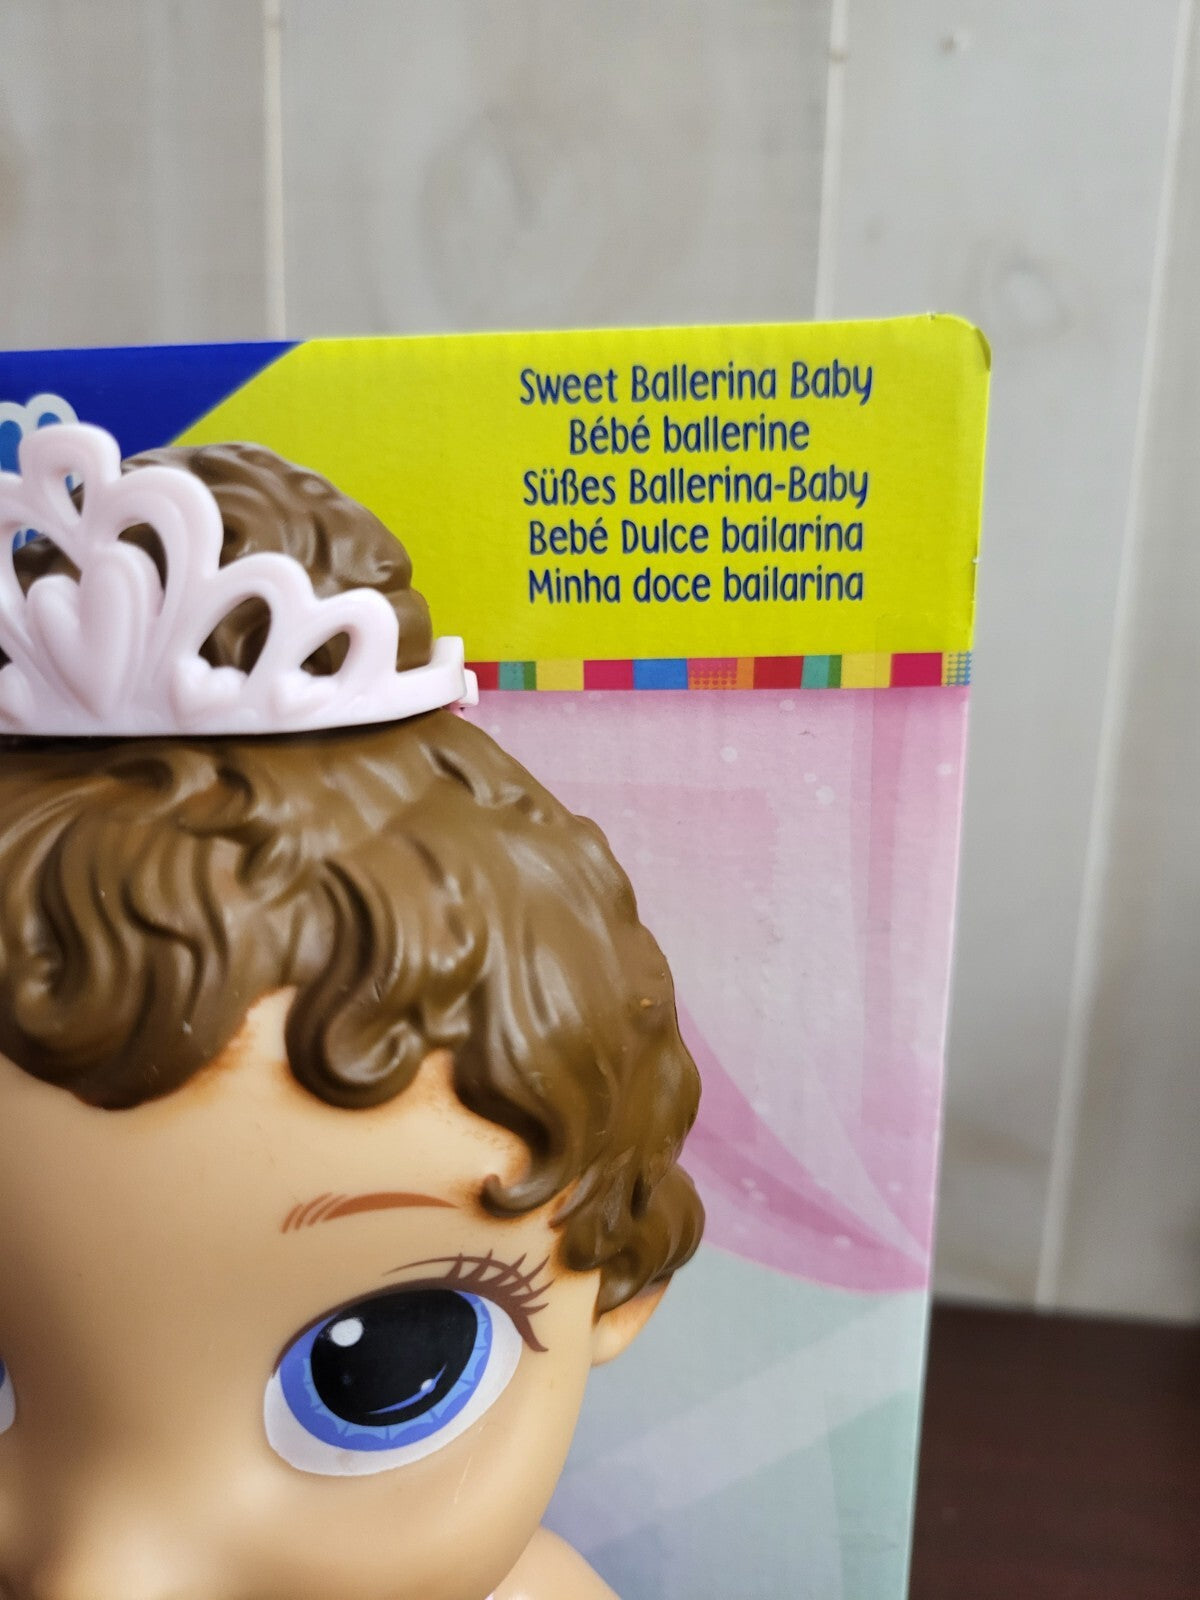 Sweet Ballerina Baby
Bébé ballerine
Süßes Ballerina-Baby
Bebé Dulce bailarina
Minha doce bailarina